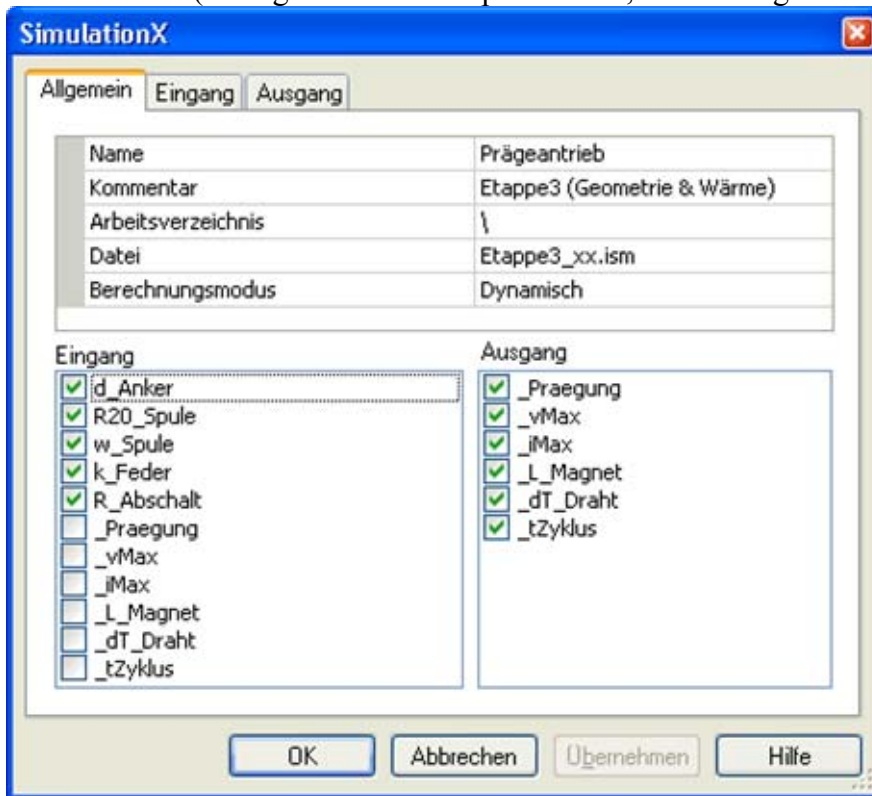 SimulationX
Allgemein Eingang Ausgang
Name Prägeantrieb
Kommentar Etappe3 (Geometrie & Wärme)
Arbeitsverzeichnis \
Datei Etappe3_xx.ism
Berechnungsmodus Dynamisch
Eingang
d_Anker
R20_Spule
w_Spule
k_Feder
R_Abschalt
_Praegung
_vMax
_iMax
_L_Magnet
_dT_Draht
_tZyklus
Ausgang
_Praegung
_vMax
_iMax
_L_Magnet
_dT_Draht
_tZyklus
OK Abbrechen Übernehmen Hilfe